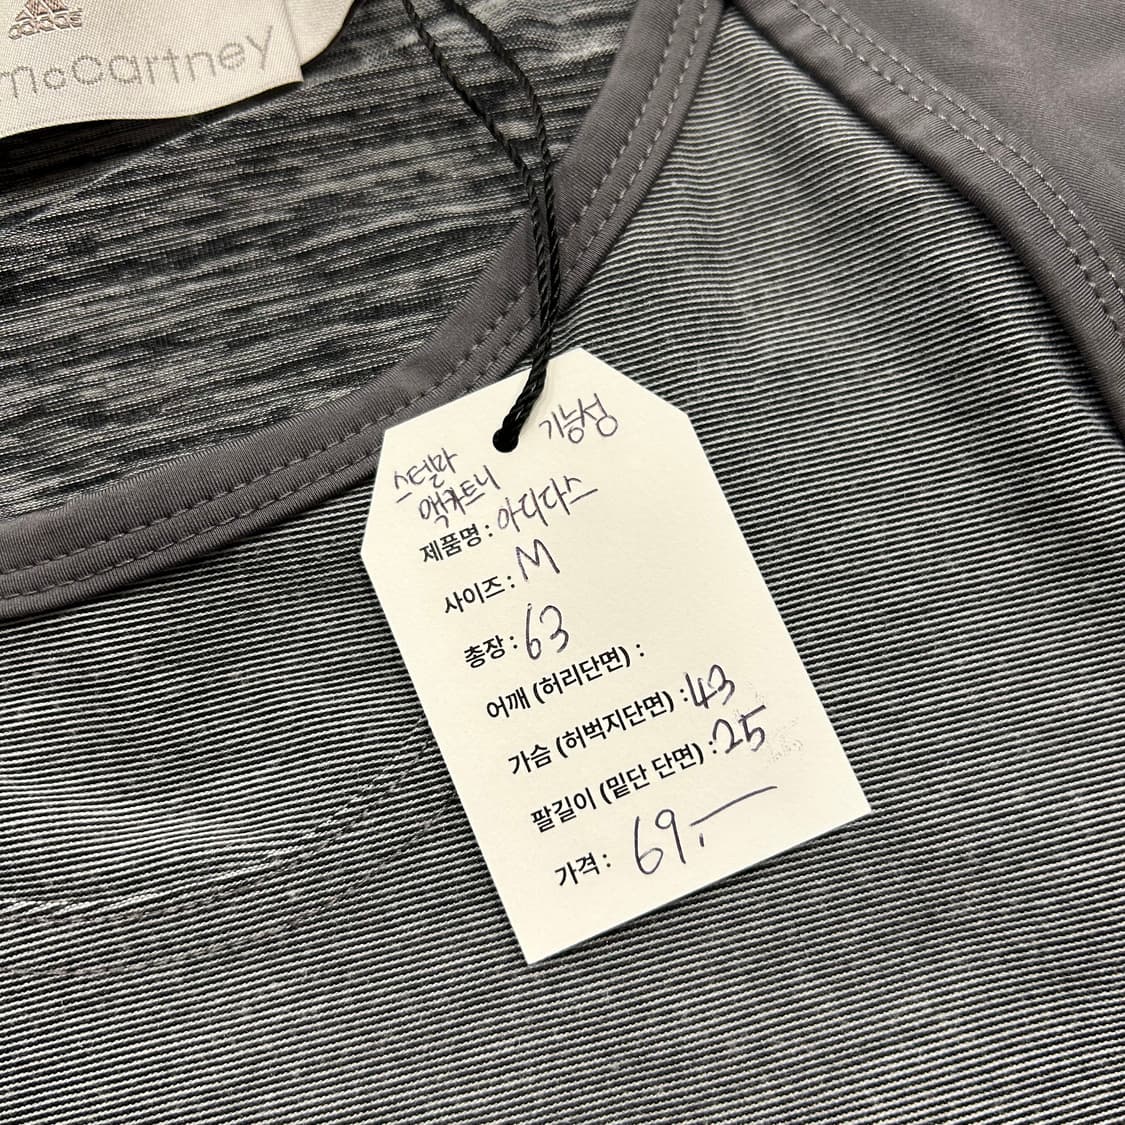 adidas
mcCartney
기능성
스텔라
맥카트니
제품명 : 아디다스
사이즈 : M
총장 : 63
어깨 (허리단면) :
가슴 (허벅지단면) : 43
팔길이 (밑단 단면) : 25
가격 : 69,-